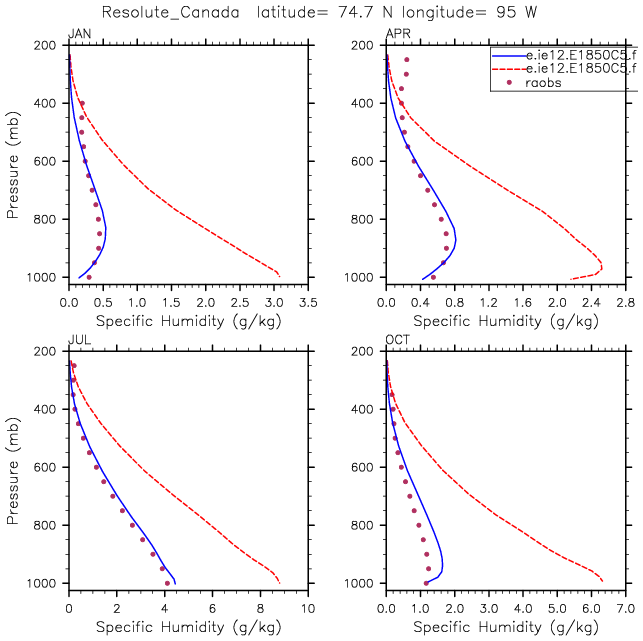 Resolute_Canada latitude= 74.7 N longitude= 95 W
JAN
200
400
600
800
1000
Pressure (mb)
0.0 0.5 1.0 1.5 2.0 2.5 3.0 3.5
Specific Humidity (g/kg)
APR
e.ie12.E1850C5.f
e.ie12.E1850C5.f
raobs
200
400
600
800
1000
0.0 0.4 0.8 1.2 1.6 2.0 2.4 2.8
Specific Humidity (g/kg)
JUL
200
400
600
800
1000
Pressure (mb)
0 2 4 6 8 10
Specific Humidity (g/kg)
OCT
200
400
600
800
1000
0.0 1.0 2.0 3.0 4.0 5.0 6.0 7.0
Specific Humidity (g/kg)